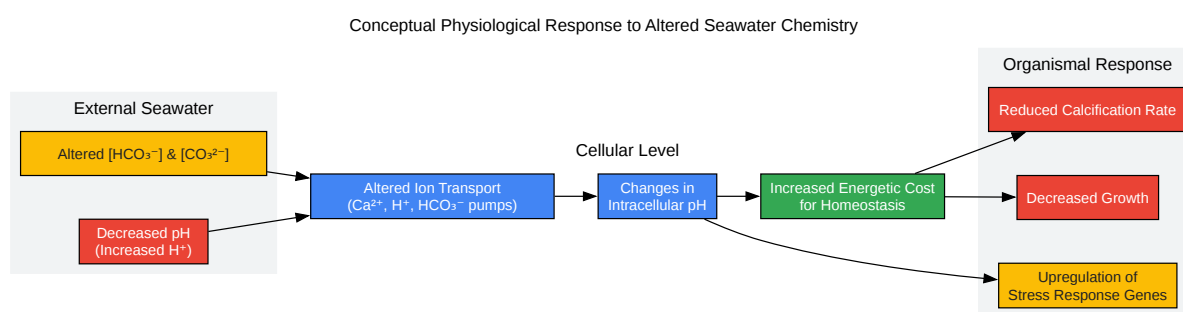 Conceptual Physiological Response to Altered Seawater Chemistry
External Seawater
Altered [HCO₃⁻] & [CO₃²⁻]
Decreased pH
(Increased H⁺)
Cellular Level
Altered Ion Transport
(Ca²⁺, H⁺, HCO₃⁻ pumps)
Changes in
Intracellular pH
Increased Energetic Cost
for Homeostasis
Organismal Response
Reduced Calcification Rate
Decreased Growth
Upregulation of
Stress Response Genes